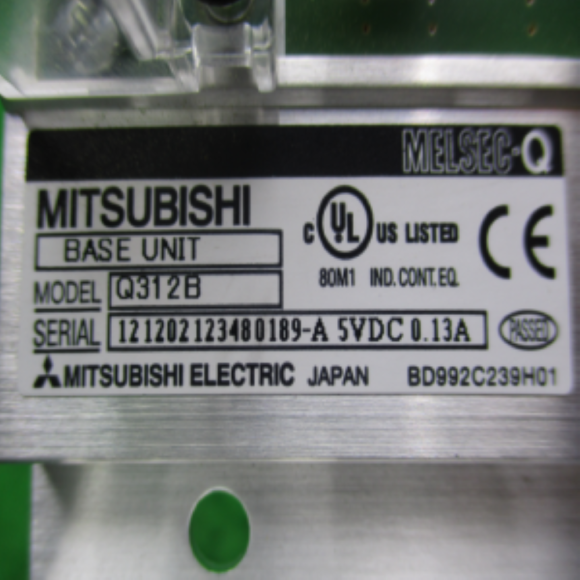 MELSEC-Q
MITSUBISHI
BASE UNIT
C UL US LISTED
80M1 IND. CONT. EQ.
CE
MODEL Q312B
SERIAL 121202123480189-A 5VDC 0.13A
PASSED
MITSUBISHI ELECTRIC JAPAN BD992C239H01